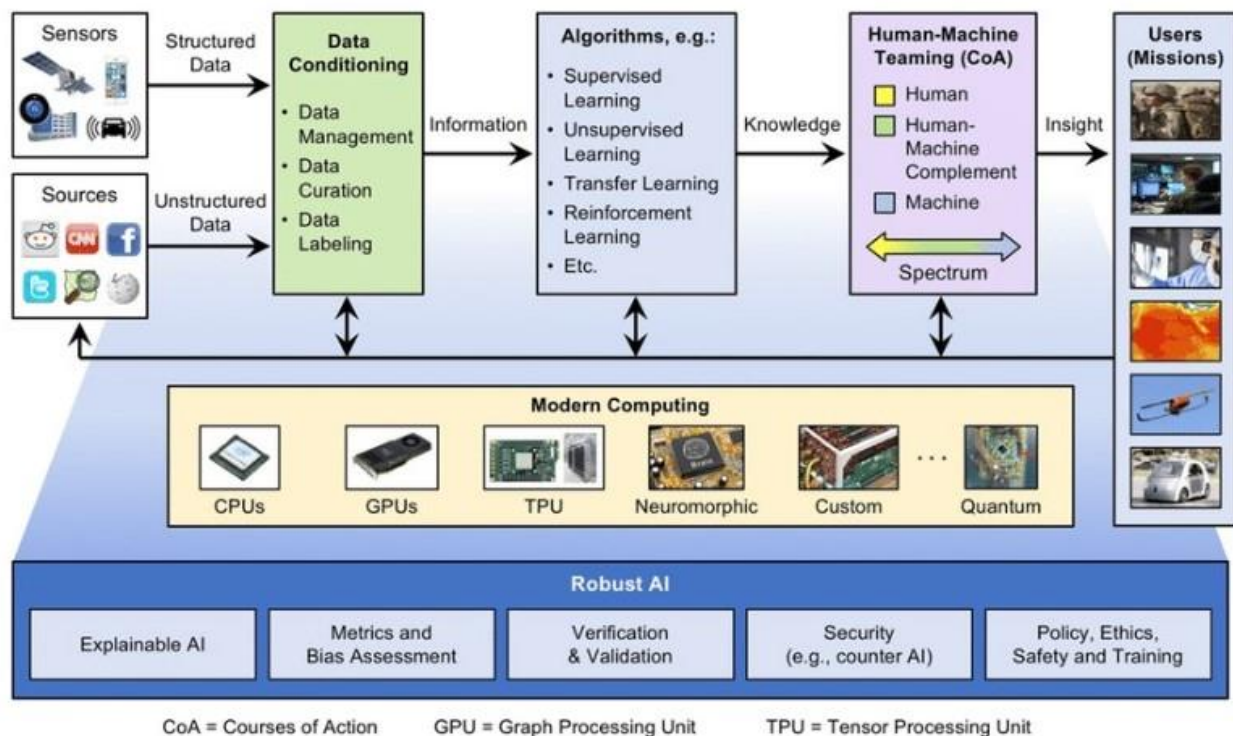 Sensors
Structured
Data
Sources
CNN
Unstructured
Data
Data
Conditioning
• Data
Management
• Data
Curation
• Data
Labeling
Information
Algorithms, e.g.:
• Supervised
Learning
• Unsupervised
Learning
• Transfer Learning
• Reinforcement
Learning
• Etc.
Knowledge
Human-Machine
Teaming (CoA)
Human
Human-
Machine
Complement
Machine
Spectrum
Insight
Users
(Missions)
Modern Computing
CPUs
GPUs
TPU
Neuromorphic
Custom
...
Quantum
Robust AI
Explainable AI
Metrics and
Bias Assessment
Verification
& Validation
Security
(e.g., counter AI)
Policy, Ethics,
Safety and Training
CoA = Courses of Action GPU = Graph Processing Unit TPU = Tensor Processing Unit